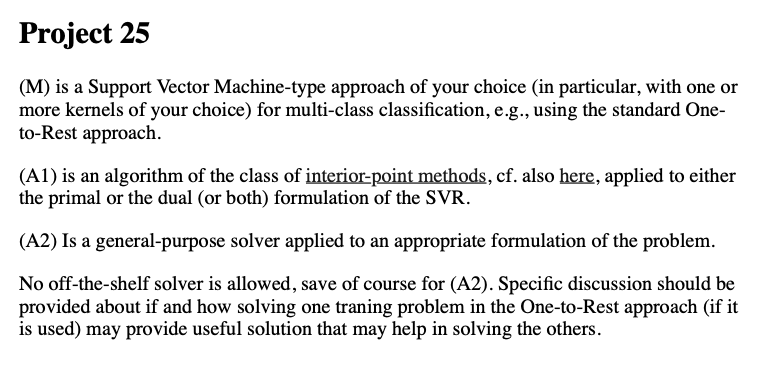 Project 25
(M) is a Support Vector Machine-type approach of your choice (in particular, with one or
more kernels of your choice) for multi-class classification, e.g., using the standard One-
to-Rest approach.
(A1) is an algorithm of the class of interior-point methods, cf. also here, applied to either
the primal or the dual (or both) formulation of the SVR.
(A2) Is a general-purpose solver applied to an appropriate formulation of the problem.
No off-the-shelf solver is allowed, save of course for (A2). Specific discussion should be
provided about if and how solving one traning problem in the One-to-Rest approach (if it
is used) may provide useful solution that may help in solving the others.